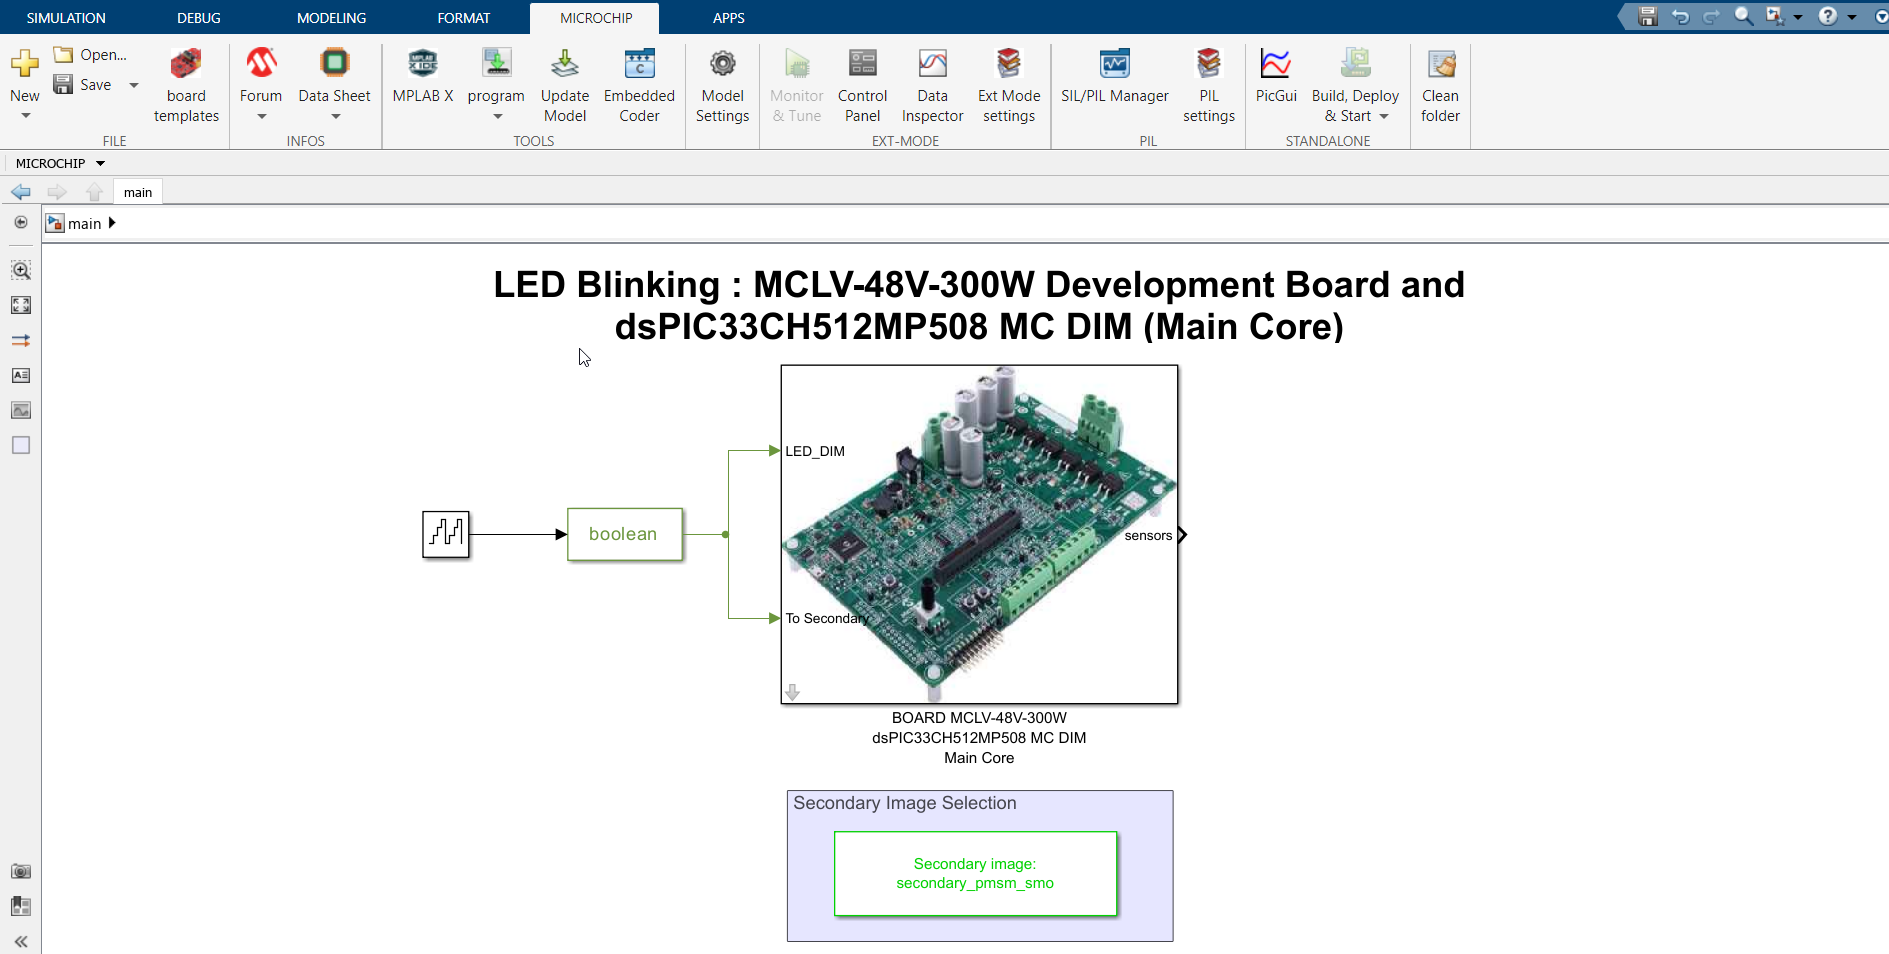 SIMULATION DEBUG MODELING FORMAT MICROCHIP APPS
New
Open...
Save
board
templates
FILE
Forum
Data Sheet
INFOS
MPLAB
X IDE
MPLAB X
program
Update
Model
C
Embedded
Coder
TOOLS
Model
Settings
Monitor
& Tune
Control
Panel
Data
Inspector
Ext Mode
settings
EXT-MODE
SIL/PIL Manager
PIL
settings
PIL
PicGui
Build, Deploy
& Start
STANDALONE
Clean
folder
MICROCHIP
main
main
LED Blinking : MCLV-48V-300W Development Board and
dsPIC33CH512MP508 MC DIM (Main Core)
boolean
LED_DIM
To Secondary
sensors
BOARD MCLV-48V-300W
dsPIC33CH512MP508 MC DIM
Main Core
Secondary Image Selection
Secondary image:
secondary_pmsm_smo